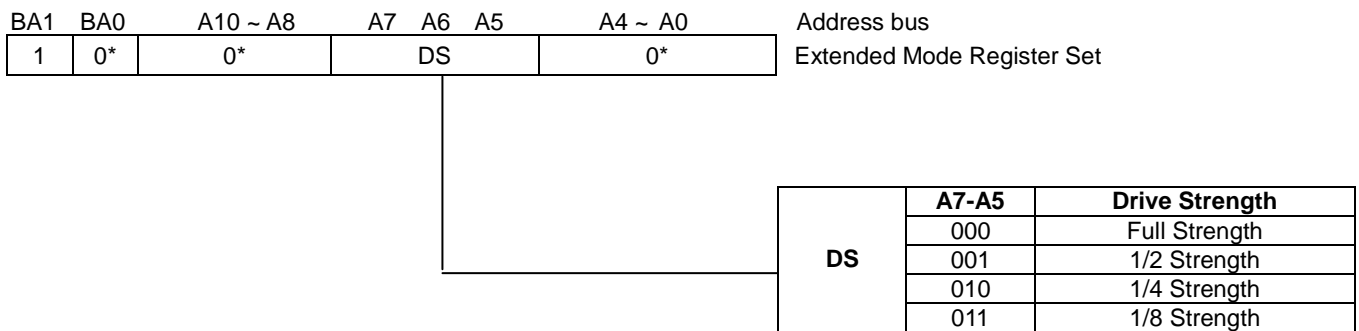 BA1 BA0 A10 ~ A8 A7 A6 A5 A4 ~ A0 Address bus
1 0* 0* DS 0* Extended Mode Register Set
A7-A5 Drive Strength
000 Full Strength
DS 001 1/2 Strength
010 1/4 Strength
011 1/8 Strength